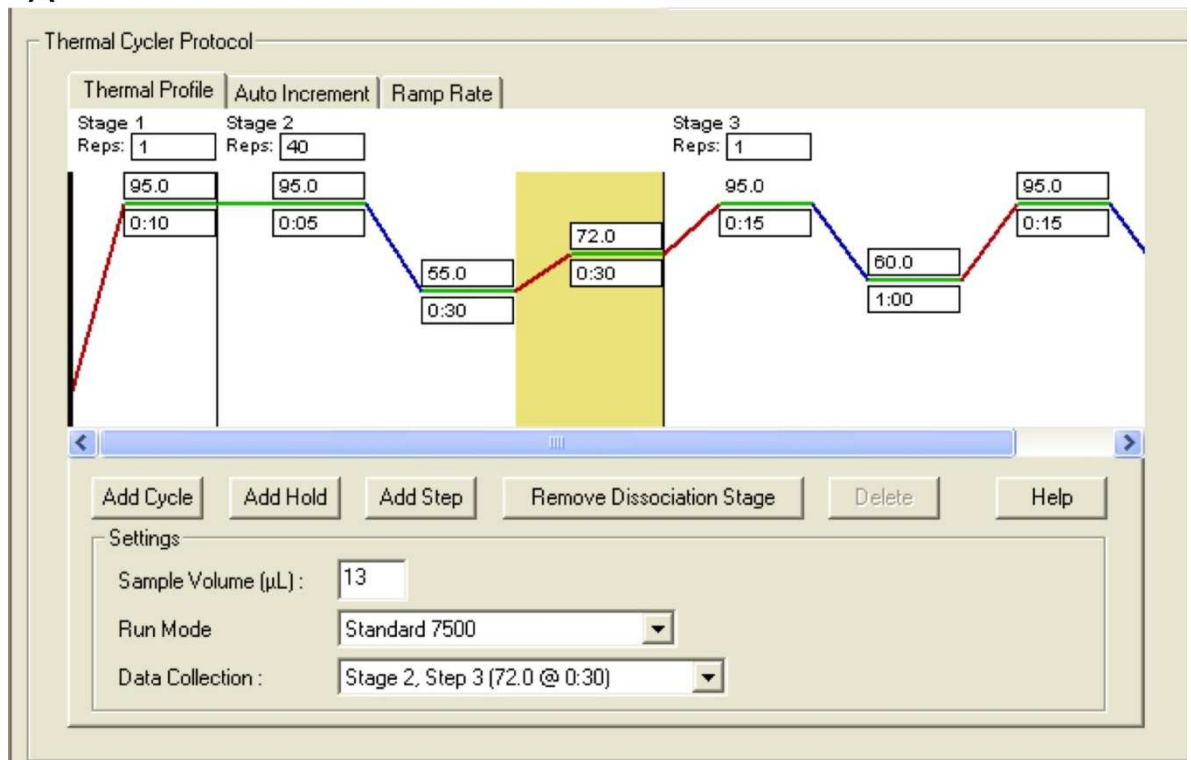 Thermal Cycler Protocol
Thermal Profile Auto Increment Ramp Rate
Stage 1 Stage 2 Stage 3
Reps: 1 Reps: 40 Reps: 1
95.0 95.0 95.0 95.0
0:10 0:05 0:15 0:15
72.0
0:30
55.0
0:30
60.0
1:00
Add Cycle Add Hold Add Step Remove Dissociation Stage Delete Help
Settings
Sample Volume (µL) : 13
Run Mode Standard 7500
Data Collection : Stage 2, Step 3 (72.0 @ 0:30)